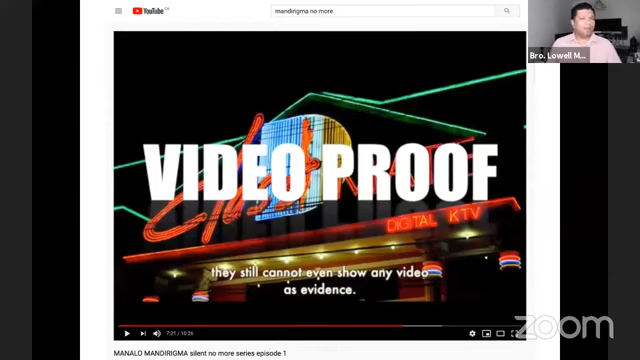 YouTube CA
mandirigma no more
Bro. Lowell M...
VIDEO PROOF
DIGITAL KTV
they still cannot even show any video
as evidence.
7:21 / 10:26
zoom
MANALO MANDIRIGMA silent no more series episode 1